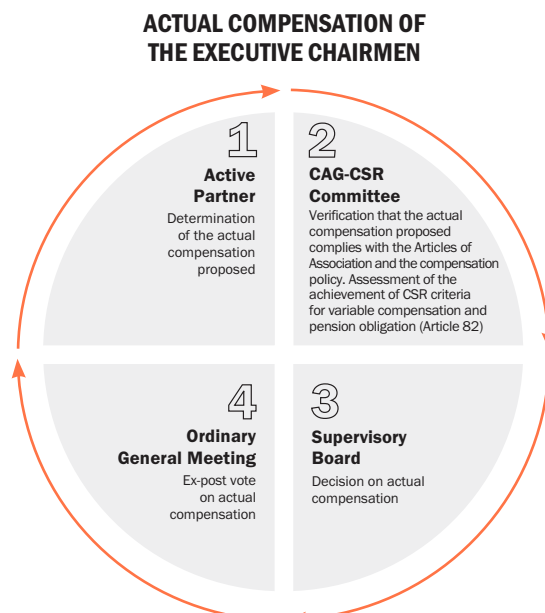 ACTUAL COMPENSATION OF
THE EXECUTIVE CHAIRMEN
1
Active
Partner
Determination
of the actual
compensation
proposed
2
CAG-CSR
Committee
Verification that the actual
compensation proposed
complies with the Articles of
Association and the compensation
policy. Assessment of the
achievement of CSR criteria
for variable compensation and
pension obligation (Article 82)
3
Supervisory
Board
Decision on actual
compensation
4
Ordinary
General Meeting
Ex-post vote
on actual
compensation